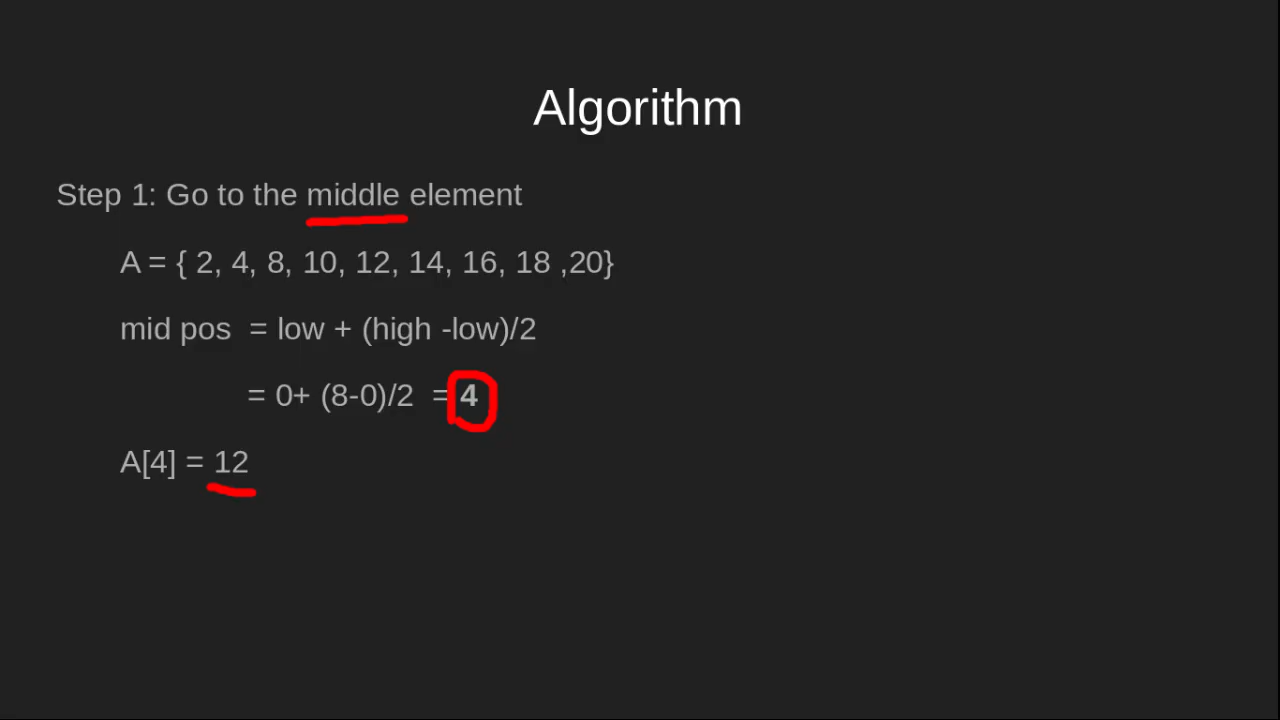 Algorithm
Step 1: Go to the middle element
A = { 2, 4, 8, 10, 12, 14, 16, 18 ,20}
mid pos = low + (high -low)/2
= 0+ (8-0)/2 = 4
A[4] = 12